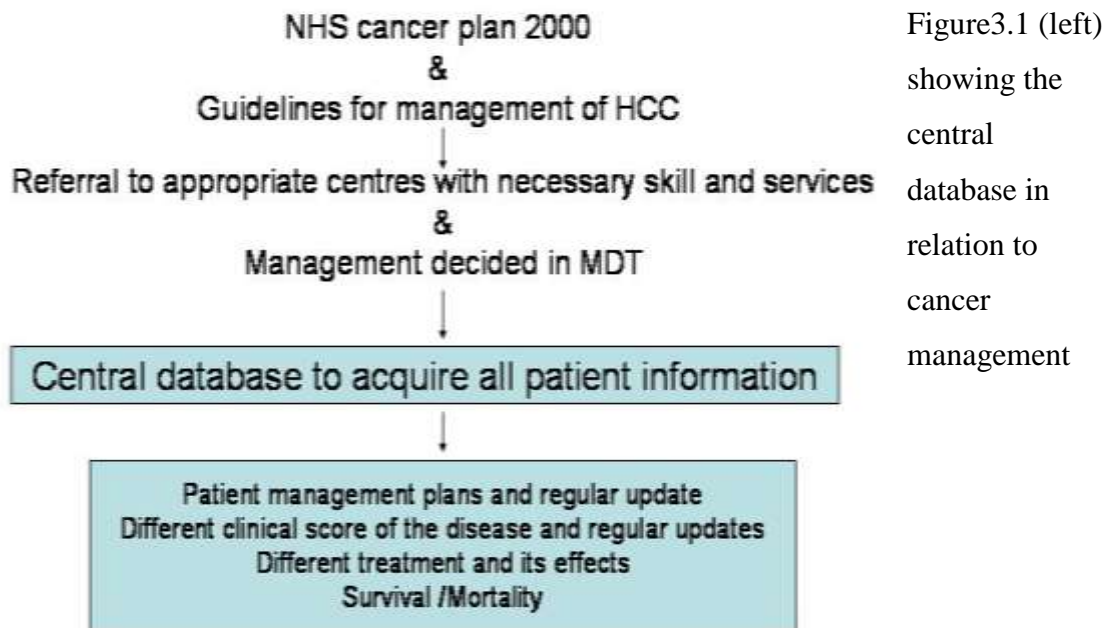 NHS cancer plan 2000
&
Guidelines for management of HCC
Referral to appropriate centres with necessary skill and services
&
Management decided in MDT
Central database to acquire all patient information
Patient management plans and regular update
Different clinical score of the disease and regular updates
Different treatment and its effects
Survival /Mortality
Figure3.1 (left)
showing the
central
database in
relation to
cancer
management